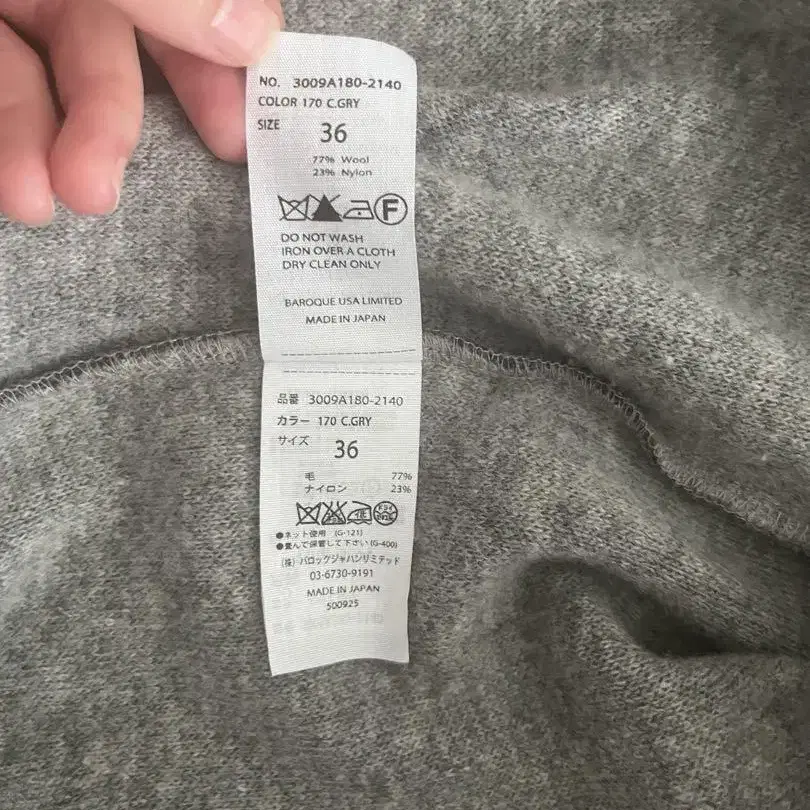 NO. 3009A180-2140
COLOR 170 C.GRY
SIZE
36
77% Wool
23% Nylon
F
DO NOT WASH
IRON OVER A CLOTH
DRY CLEAN ONLY
BAROQUE USA LIMITED
MADE IN JAPAN
品番 3009A180-2140
カラー 170 C.GRY
サイズ
36
毛 77%
ナイロン 23%
●ネット使用 (G-121)
●畳んで保管して下さい (G-400)
(株) バロックジャパンリミテッド
03-6730-9191
MADE IN JAPAN
500925